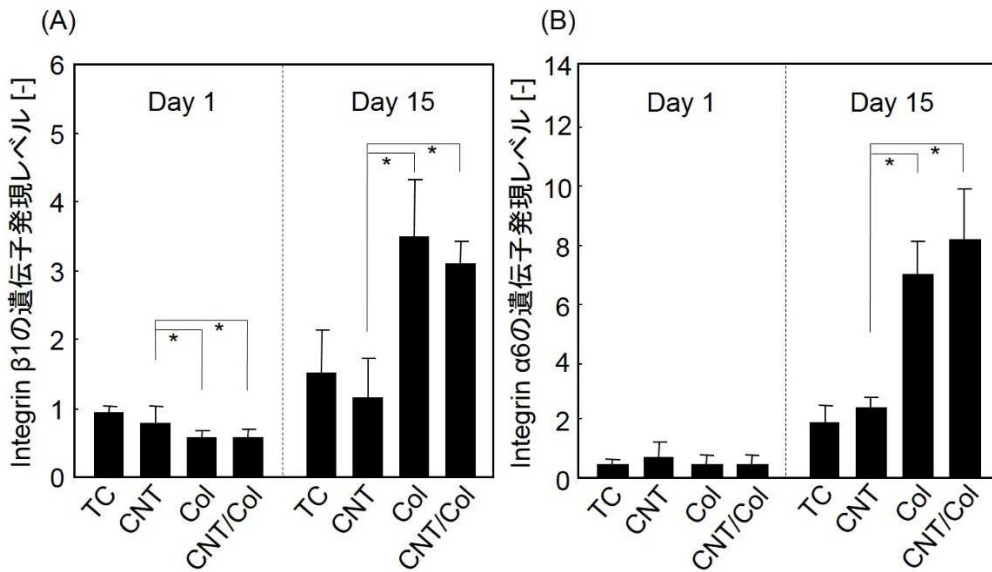 (A)
Integrin β1の遺伝子発現レベル [-]
6
5
4
3
2
1
0
Day 1
Day 15
*
*
*
*
TC
CNT
Col
CNT/Col
TC
CNT
Col
CNT/Col
(B)
Integrin α6の遺伝子発現レベル [-]
14
12
10
8
6
4
2
0
Day 1
Day 15
*
*
TC
CNT
Col
CNT/Col
TC
CNT
Col
CNT/Col